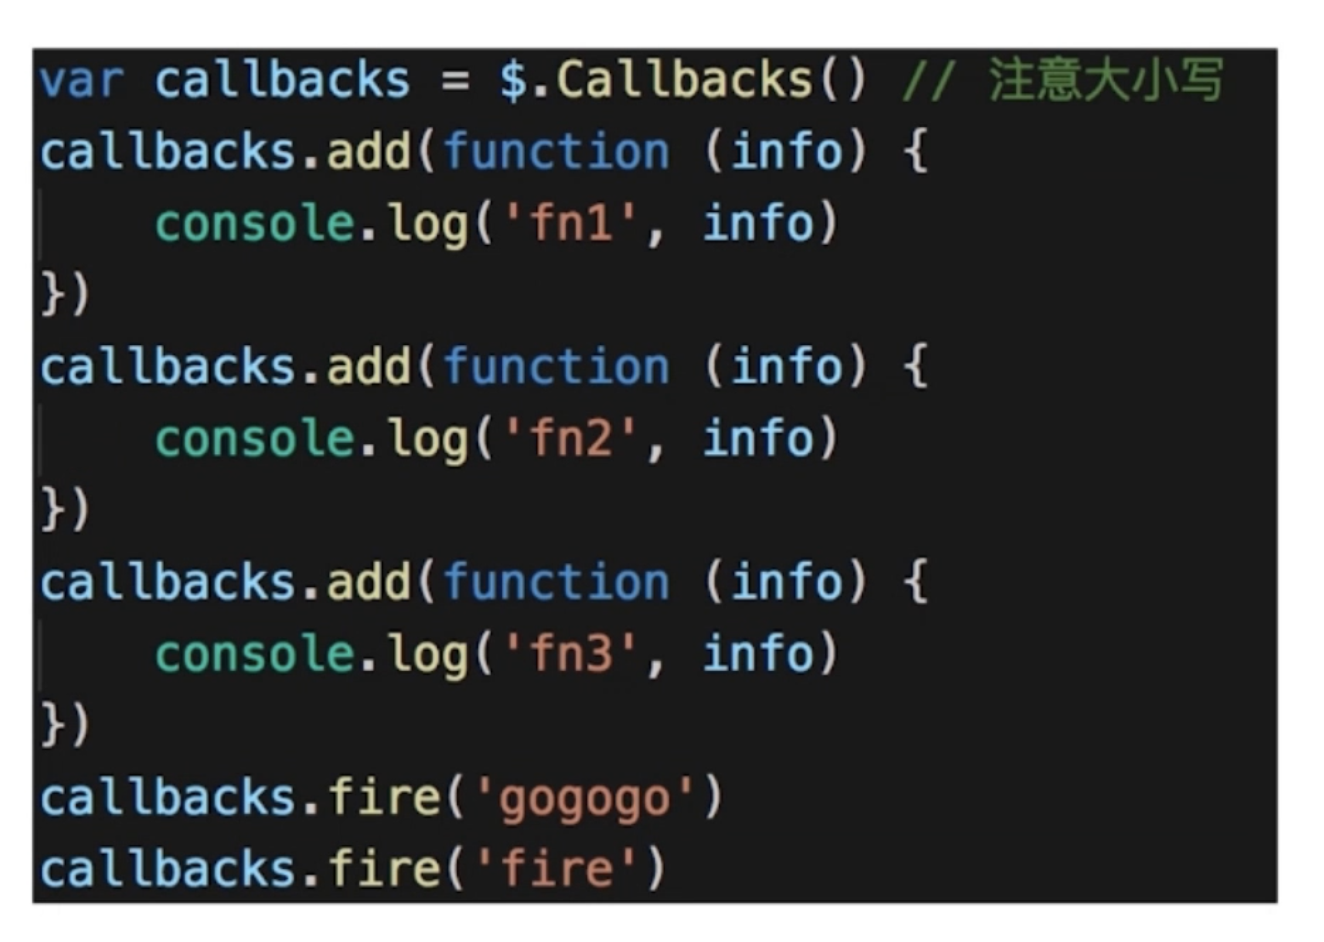 var callbacks = $.Callbacks() // 注意大小写
callbacks.add(function (info) {
    console.log('fn1', info)
})
callbacks.add(function (info) {
    console.log('fn2', info)
})
callbacks.add(function (info) {
    console.log('fn3', info)
})
callbacks.fire('gogogo')
callbacks.fire('fire')